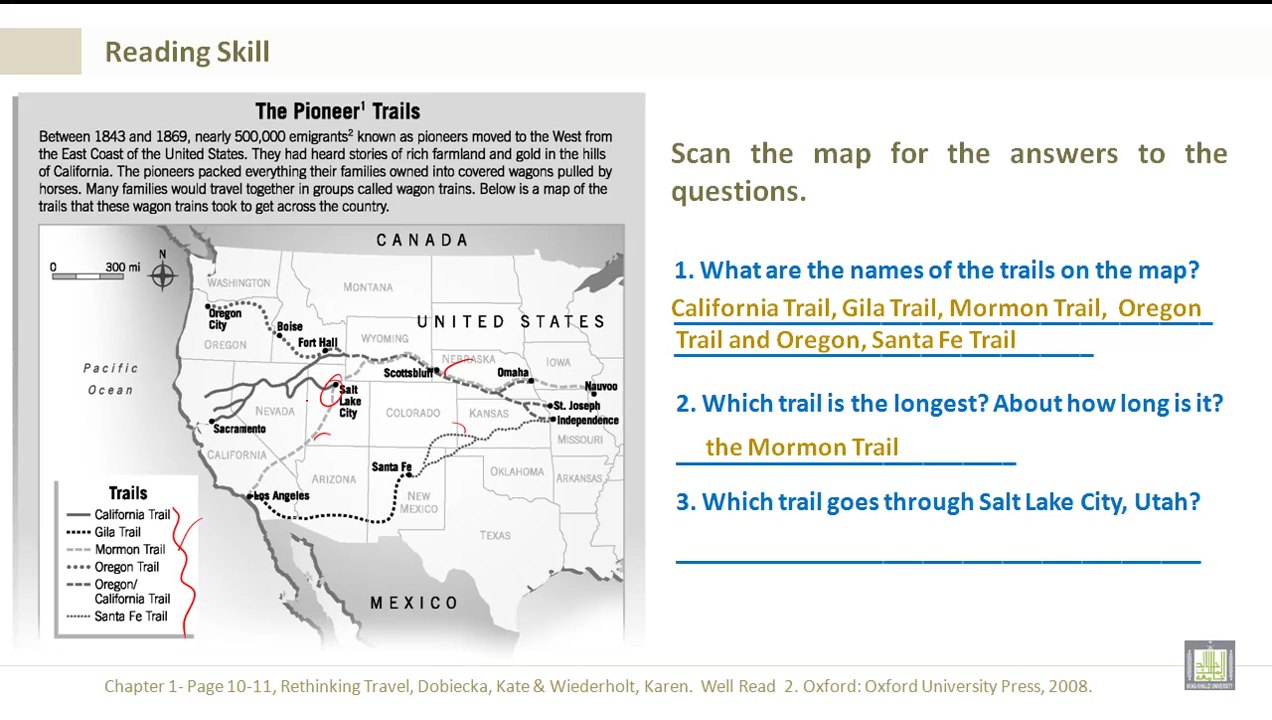 Reading Skill
The Pioneer¹ Trails
Between 1843 and 1869, nearly 500,000 emigrants² known as pioneers moved to the West from
the East Coast of the United States. They had heard stories of rich farmland and gold in the hills
of California. The pioneers packed everything their families owned into covered wagons pulled by
horses. Many families would travel together in groups called wagon trains. Below is a map of the
trails that these wagon trains took to get across the country.
CANADA
0 300 mi
N
WASHINGTON
MONTANA
Oregon
City
Boise
Fort Hall
OREGON
WYOMING
UNITED STATES
Pacific
Ocean
Scottsbluff
NEBRASKA
Omaha
IOWA
Nauvoo
Salt
Lake
City
NEVADA
COLORADO
KANSAS
St. Joseph
Independence
Sacramento
MISSOURI
CALIFORNIA
Santa Fe
ARIZONA
NEW
MEXICO
OKLAHOMA
ARKANSAS
Los Angeles
TEXAS
MEXICO
Trails
California Trail
Gila Trail
Mormon Trail
Oregon Trail
Oregon/
California Trail
Santa Fe Trail
Scan the map for the answers to the
questions.
1. What are the names of the trails on the map?
California Trail, Gila Trail, Mormon Trail, Oregon
Trail and Oregon, Santa Fe Trail
2. Which trail is the longest? About how long is it?
the Mormon Trail
3. Which trail goes through Salt Lake City, Utah?
Chapter 1- Page 10-11, Rethinking Travel, Dobiecka, Kate & Wiederholt, Karen. Well Read 2. Oxford: Oxford University Press, 2008.